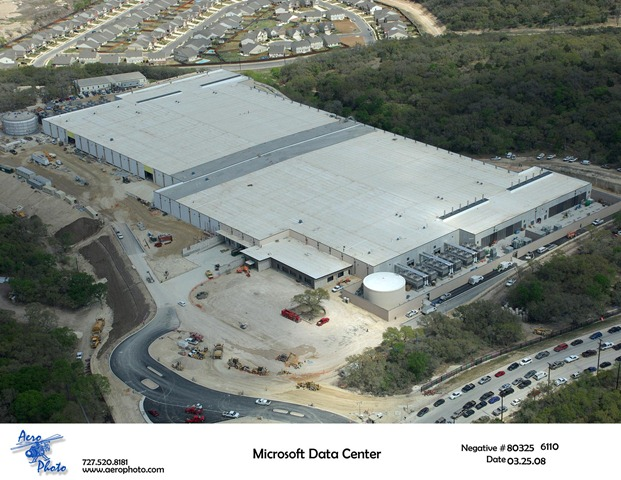 Aero
Photo
727.520.8181
www.aerophoto.com
Microsoft Data Center
Negative # 80325 6110
Date 03.25.08